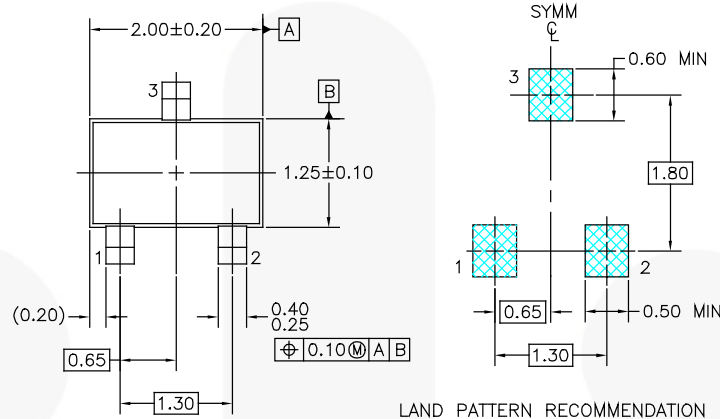 2.00±0.20
A
3
B
1.25±0.10
1
2
(0.20)
0.40
0.25
⌖ 0.10Ⓜ A B
0.65
1.30
SYMM
℄
3
0.60 MIN
1.80
1
2
0.65
0.50 MIN
1.30
LAND PATTERN RECOMMENDATION